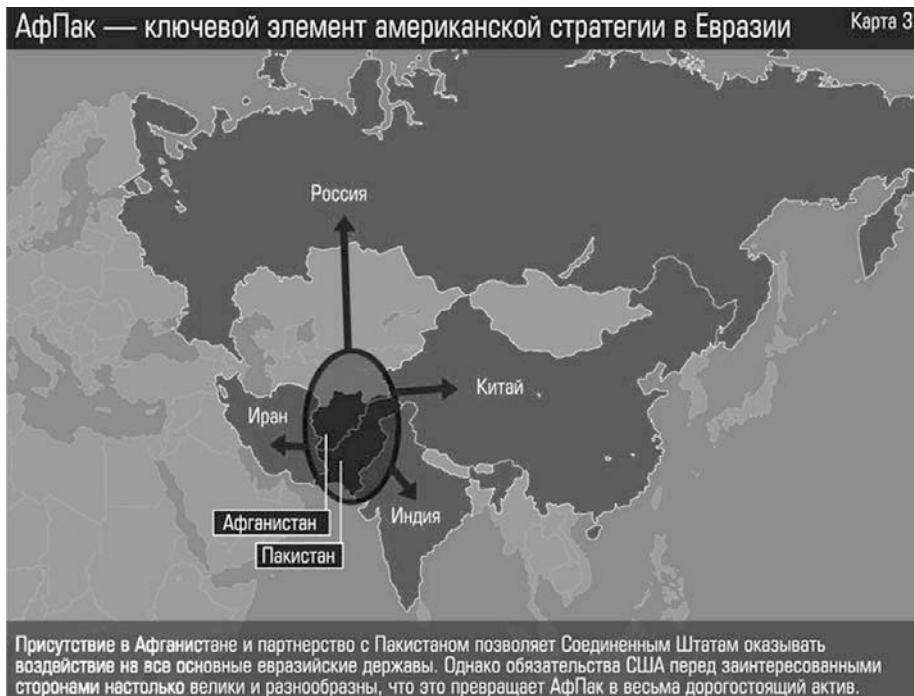 АфПак — ключевой элемент американской стратегии в Евразии
Карта 3
Россия
Китай
Иран
Индия
Афганистан
Пакистан
Присутствие в Афганистане и партнерство с Пакистаном позволяет Соединенным Штатам оказывать
воздействие на все основные евразийские державы. Однако обязательства США перед заинтересованными
сторонами настолько велики и разнообразны, что это превращает АфПак в весьма дорогостоящий актив.